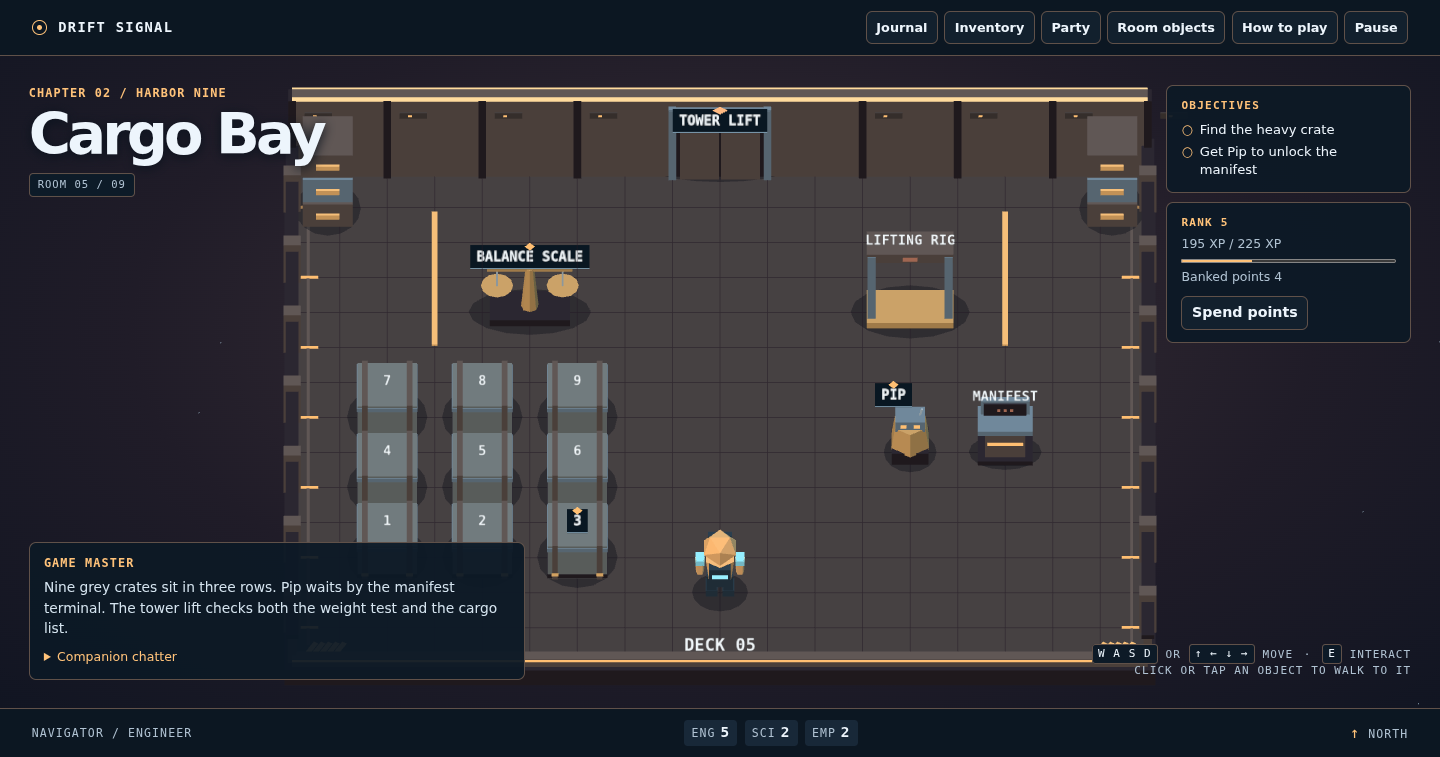 DRIFT SIGNAL
Journal
Inventory
Party
Room objects
How to play
Pause
CHAPTER 02 / HARBOR NINE
Cargo Bay
ROOM 05 / 09
TOWER LIFT
BALANCE SCALE
LIFTING RIG
PIP
MANIFEST
7
8
9
4
5
6
1
2
3
DECK 05
OBJECTIVES
Find the heavy crate
Get Pip to unlock the
manifest
RANK 5
195 XP / 225 XP
Banked points 4
Spend points
GAME MASTER
Nine grey crates sit in three rows. Pip waits by the manifest
terminal. The tower lift checks both the weight test and the cargo
list.
Companion chatter
W A S D OR ↑ ← ↓ → MOVE · E INTERACT
CLICK OR TAP AN OBJECT TO WALK TO IT
NAVIGATOR / ENGINEER
ENG 5
SCI 2
EMP 2
↑ NORTH